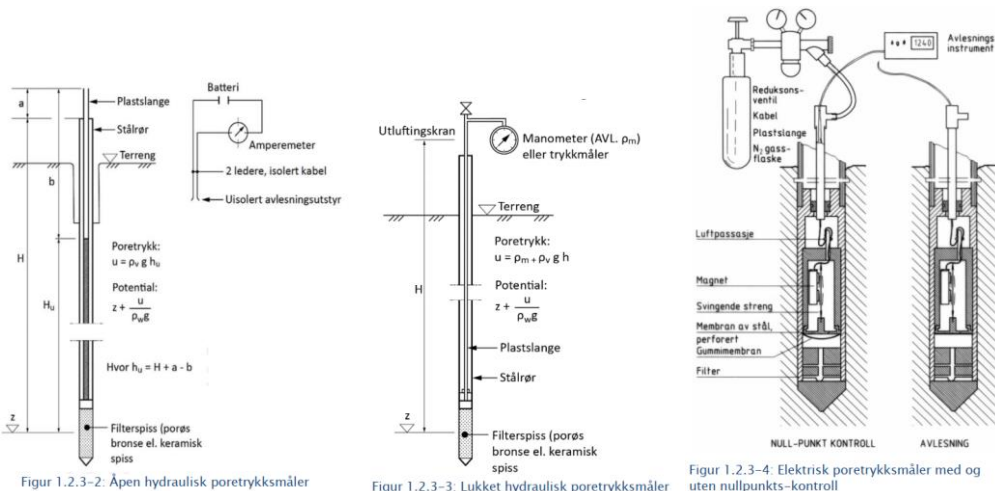 a
Plastslange
Stålrør
Terreng
b
H
Hᵤ
Poretrykk:
u = ρᵥ g hᵤ
Potential:
z + u
ρwg
Hvor hᵤ = H + a - b
z
Filterspiss (porøs
bronse el. keramisk
spiss
Batteri
Amperemeter
2 ledere, isolert kabel
Uisolert avlesningsutstyr
Figur 1.2.3-2: Åpen hydraulisk poretrykksmåler
Utluftingskran
Manometer (AVL. ρₘ)
eller trykkmåler
Terreng
Poretrykk:
u = ρₘ + ρᵥ g h
H
Potential:
z + u
ρwg
Plastslange
Stålrør
z
Filterspiss (porøs
bronse el. keramisk
spiss
Figur 1.2.3-3: Lukket hydraulisk poretrykksmåler
1240
Avlesnings
instrument
Reduksons-
ventil
Kabel
Plastslange
N₂ gass-
flaske
Luftpassasje
Magnet
Svingende streng
Membran av stål,
perforert
Gummimembran
Filter
NULL-PUNKT KONTROLL
AVLESNING
Figur 1.2.3-4: Elektrisk poretrykksmåler med og
uten nullpunkts-kontroll